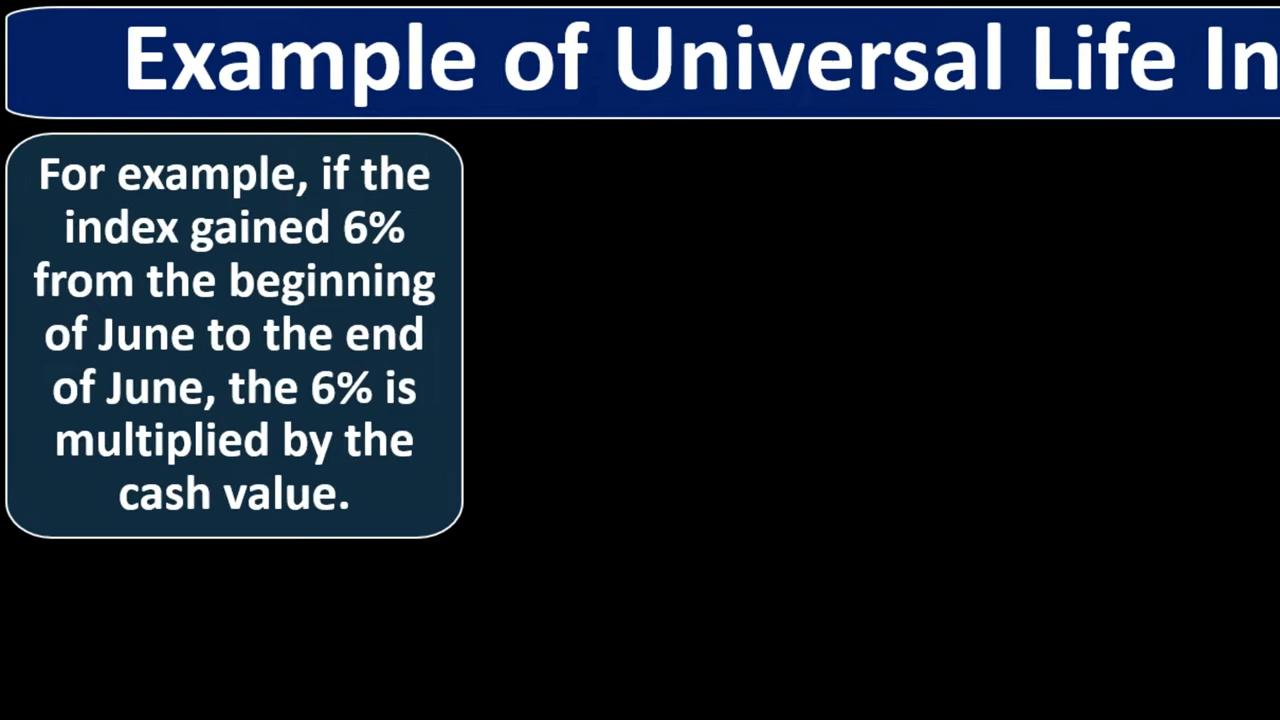 Example of Universal Life In
For example, if the
index gained 6%
from the beginning
of June to the end
of June, the 6% is
multiplied by the
cash value.